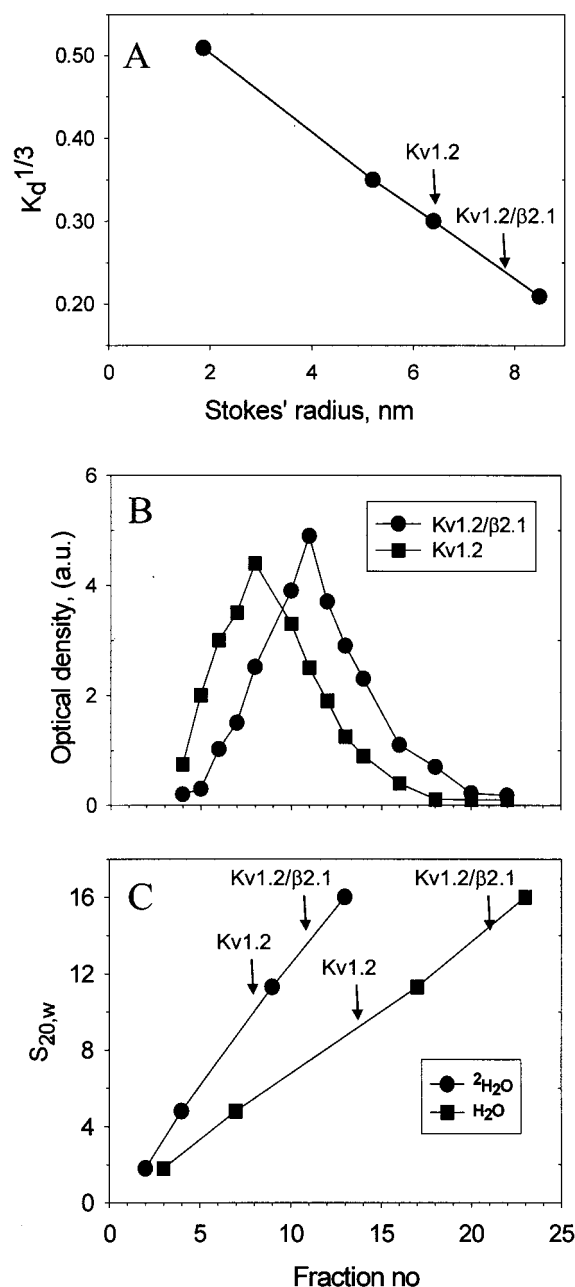 A
0.50
0.40
0.30
0.20
K_d^1/3
Kv1.2
Kv1.2/β2.1
2
4
6
8
Stokes' radius, nm
B
6
4
2
0
Optical density, (a.u.)
Kv1.2/β2.1
Kv1.2
C
16
12
8
4
0
S_20,w
Kv1.2/β2.1
Kv1.2
Kv1.2/β2.1
Kv1.2
²H₂O
H₂O
0
5
10
15
20
25
Fraction no